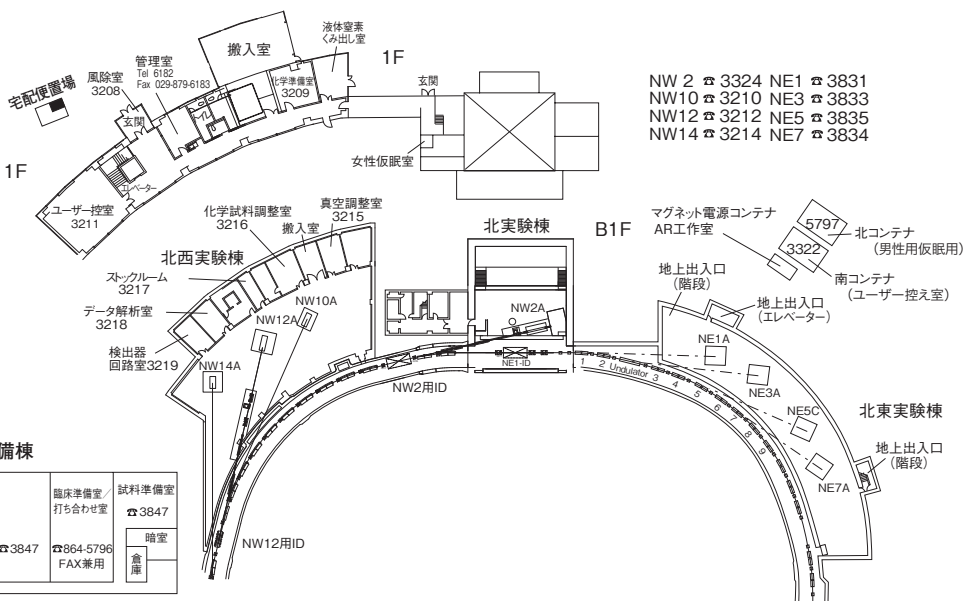 液体窒素
くみ出し室
搬入室
1F
管理室
Tel 6182
Fax 029-879-6183
化学準備室
3209
風除室
3208
宅配便置場
玄関
玄関
トイレ
女性仮眠室
エレベーター
1F
ユーザー控室
3211
NW 2 ☎ 3324 NE1 ☎ 3831
NW10 ☎ 3210 NE3 ☎ 3833
NW12 ☎ 3212 NE5 ☎ 3835
NW14 ☎ 3214 NE7 ☎ 3834
真空調整室
3215
化学試料調整室
3216
搬入室
北西実験棟
ストックルーム
3217
データ解析室
3218
検出器
回路室3219
NW10A
NW12A
NW14A
北実験棟
B1F
NW2A
NE1-ID
NW2用ID
NW12用ID
マグネット電源コンテナ
AR工作室
5797
3322
北コンテナ
(男性用仮眠用)
南コンテナ
(ユーザー控え室)
地上出入口
(階段)
地上出入口
(エレベーター)
NE1A
NE3A
NE5C
NE7A
北東実験棟
地上出入口
(階段)
1 2 Undulator 3 4 5 6 7 8 9
備棟
☎3847
臨床準備室/
打ち合わせ室
☎864-5796
FAX兼用
試料準備室
☎3847
暗室
倉庫